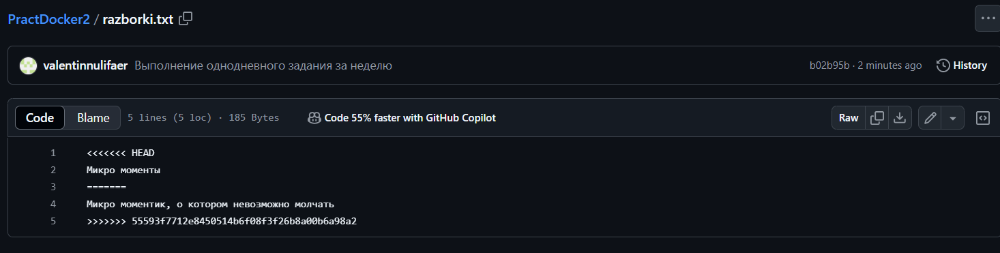 PractDocker2 / razborki.txt
valentinnulifaer Выполнение однодневного задания за неделю b02b95b · 2 minutes ago History
Code Blame 5 lines (5 loc) · 185 Bytes Code 55% faster with GitHub Copilot Raw
1 <<<<<<< HEAD
2 Микро моменты
3 =======
4 Микро моментик, о котором невозможно молчать
5 >>>>>>> 55593f7712e8450514b6f08f3f26b8a00b6a98a2